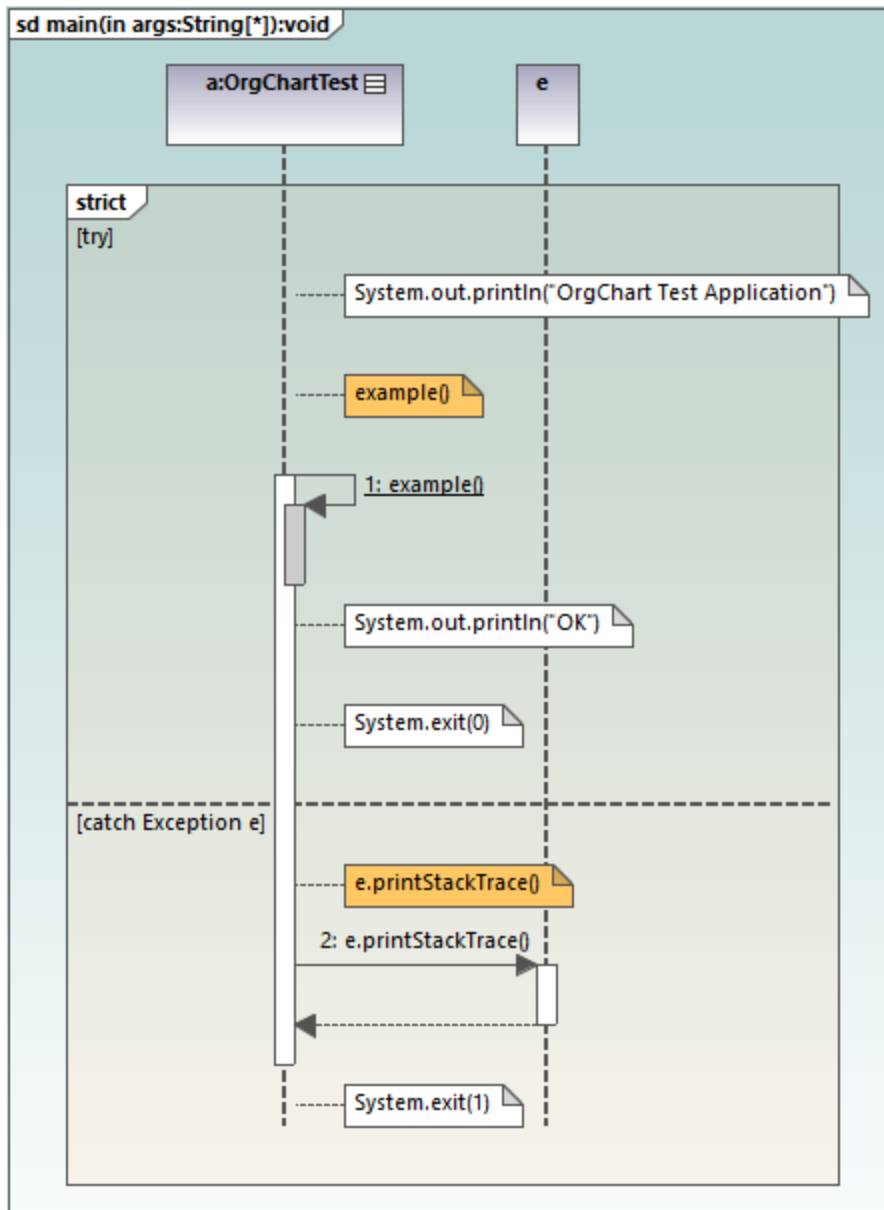 sd main(in args:String[*]):void
a:OrgChartTest
e
strict
[try]
System.out.println("OrgChart Test Application")
example()
1: example()
System.out.println("OK")
System.exit(0)
[catch Exception e]
e.printStackTrace()
2: e.printStackTrace()
System.exit(1)